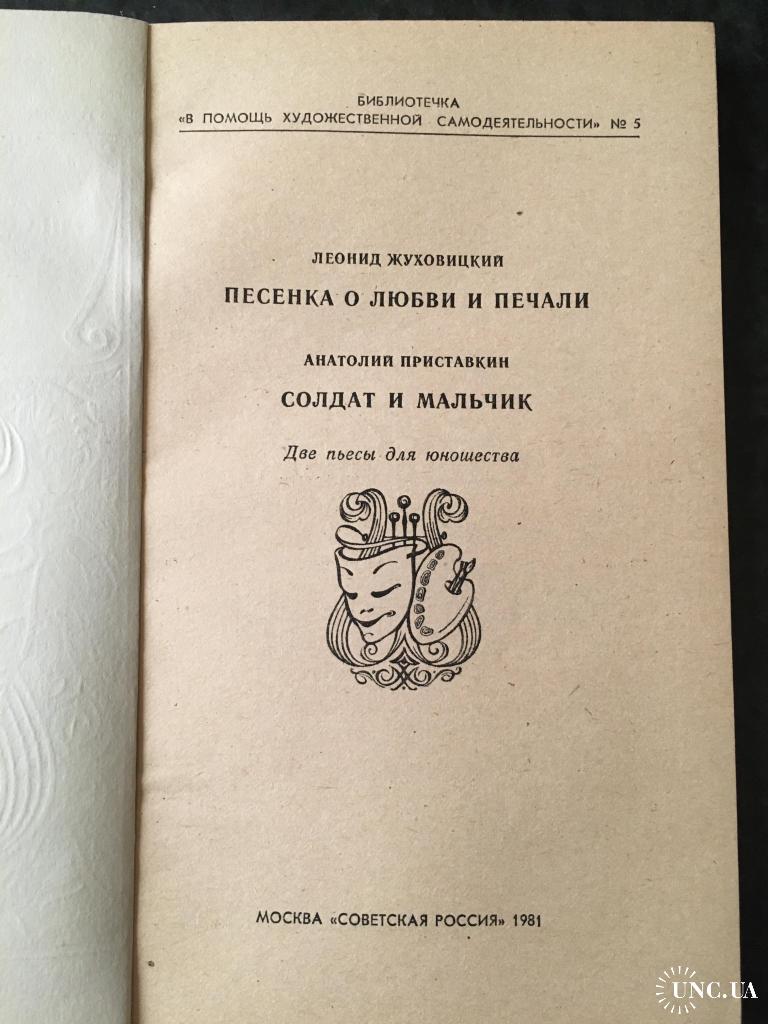 БИБЛИОТЕЧКА
«В ПОМОЩЬ ХУДОЖЕСТВЕННОЙ САМОДЕЯТЕЛЬНОСТИ» № 5
ЛЕОНИД ЖУХОВИЦКИЙ
ПЕСЕНКА О ЛЮБВИ И ПЕЧАЛИ
АНАТОЛИЙ ПРИСТАВКИН
СОЛДАТ И МАЛЬЧИК
Две пьесы для юношества
МОСКВА «СОВЕТСКАЯ РОССИЯ» 1981
UNC.UA